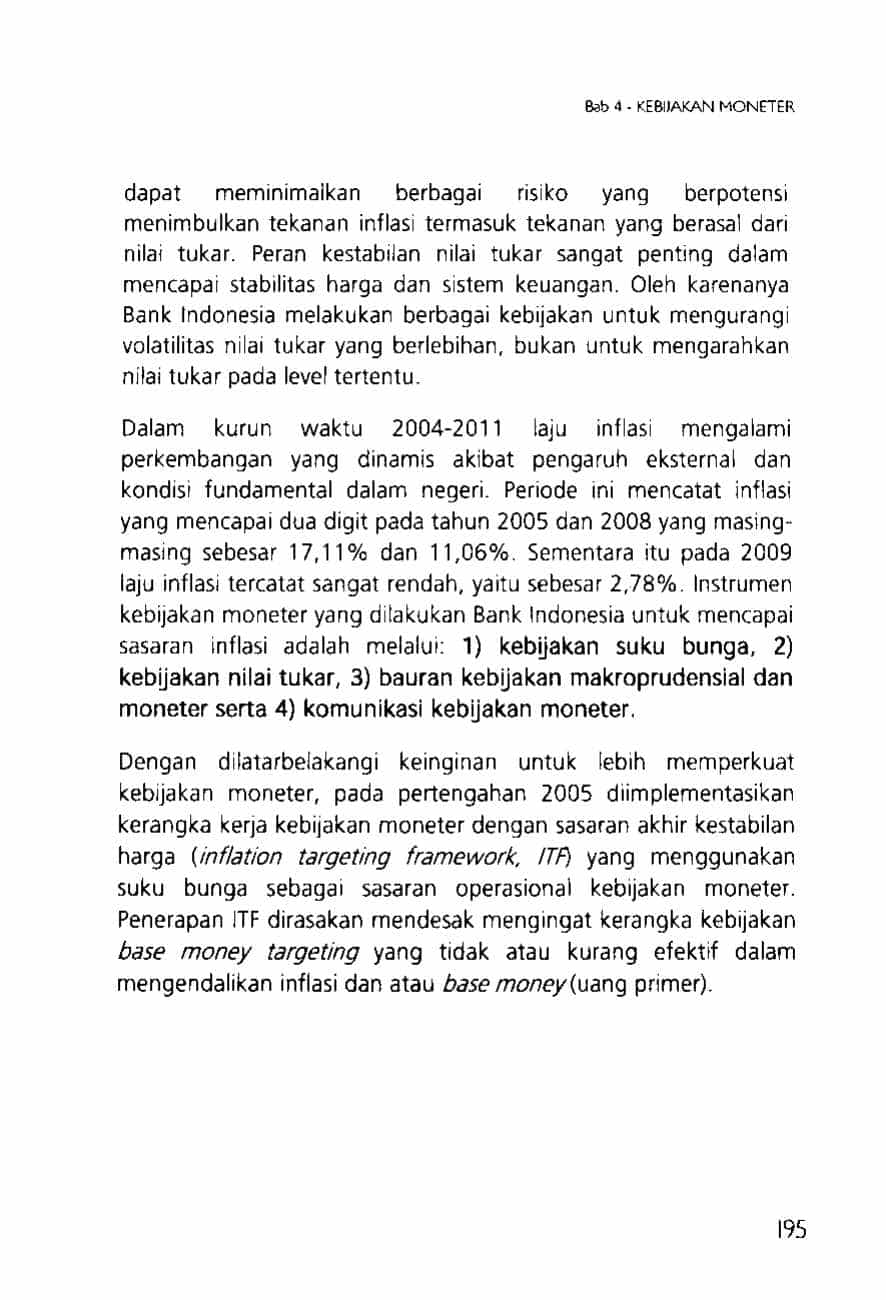 Bab 4 - KEBIJAKAN MONETER
dapat meminimalkan berbagai risiko yang berpotensi
menimbulkan tekanan inflasi termasuk tekanan yang berasal dari
nilai tukar. Peran kestabilan nilai tukar sangat penting dalam
mencapai stabilitas harga dan sistem keuangan. Oleh karenanya
Bank Indonesia melakukan berbagai kebijakan untuk mengurangi
volatilitas nilai tukar yang berlebihan, bukan untuk mengarahkan
nilai tukar pada level tertentu.
Dalam kurun waktu 2004-2011 laju inflasi mengalami
perkembangan yang dinamis akibat pengaruh eksternal dan
kondisi fundamental dalam negeri. Periode ini mencatat inflasi
yang mencapai dua digit pada tahun 2005 dan 2008 yang masing-
masing sebesar 17,11% dan 11,06%. Sementara itu pada 2009
laju inflasi tercatat sangat rendah, yaitu sebesar 2,78%. Instrumen
kebijakan moneter yang dilakukan Bank Indonesia untuk mencapai
sasaran inflasi adalah melalui: 1) kebijakan suku bunga, 2)
kebijakan nilai tukar, 3) bauran kebijakan makroprudensial dan
moneter serta 4) komunikasi kebijakan moneter.
Dengan dilatarbelakangi keinginan untuk lebih memperkuat
kebijakan moneter, pada pertengahan 2005 diimplementasikan
kerangka kerja kebijakan moneter dengan sasaran akhir kestabilan
harga (inflation targeting framework, ITF) yang menggunakan
suku bunga sebagai sasaran operasional kebijakan moneter.
Penerapan ITF dirasakan mendesak mengingat kerangka kebijakan
base money targeting yang tidak atau kurang efektif dalam
mengendalikan inflasi dan atau base money (uang primer).
195